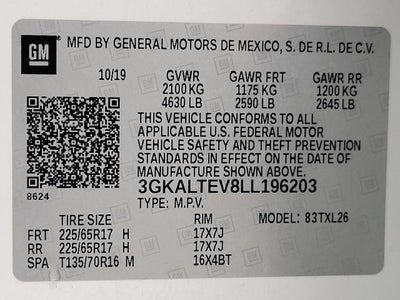 GM MFD BY GENERAL MOTORS DE MEXICO, S. DE R.L. DE C.V.
10/19 GVWR GAWR FRT GAWR RR
2100 KG 1175 KG 1200 KG
4630 LB 2590 LB 2645 LB
THIS VEHICLE CONFORMS TO ALL
APPLICABLE U.S. FEDERAL MOTOR
VEHICLE SAFETY AND THEFT PREVENTION
STANDARDS IN EFFECT ON THE DATE OF
MANUFACTURE SHOWN ABOVE.
8624 3GKALTEV8LL196203
TYPE: M.P.V.
TIRE SIZE RIM MODEL: 83TXL26
FRT 225/65R17 H 17X7J
RR 225/65R17 H 17X7J
SPA T135/70R16 M 16X4BT